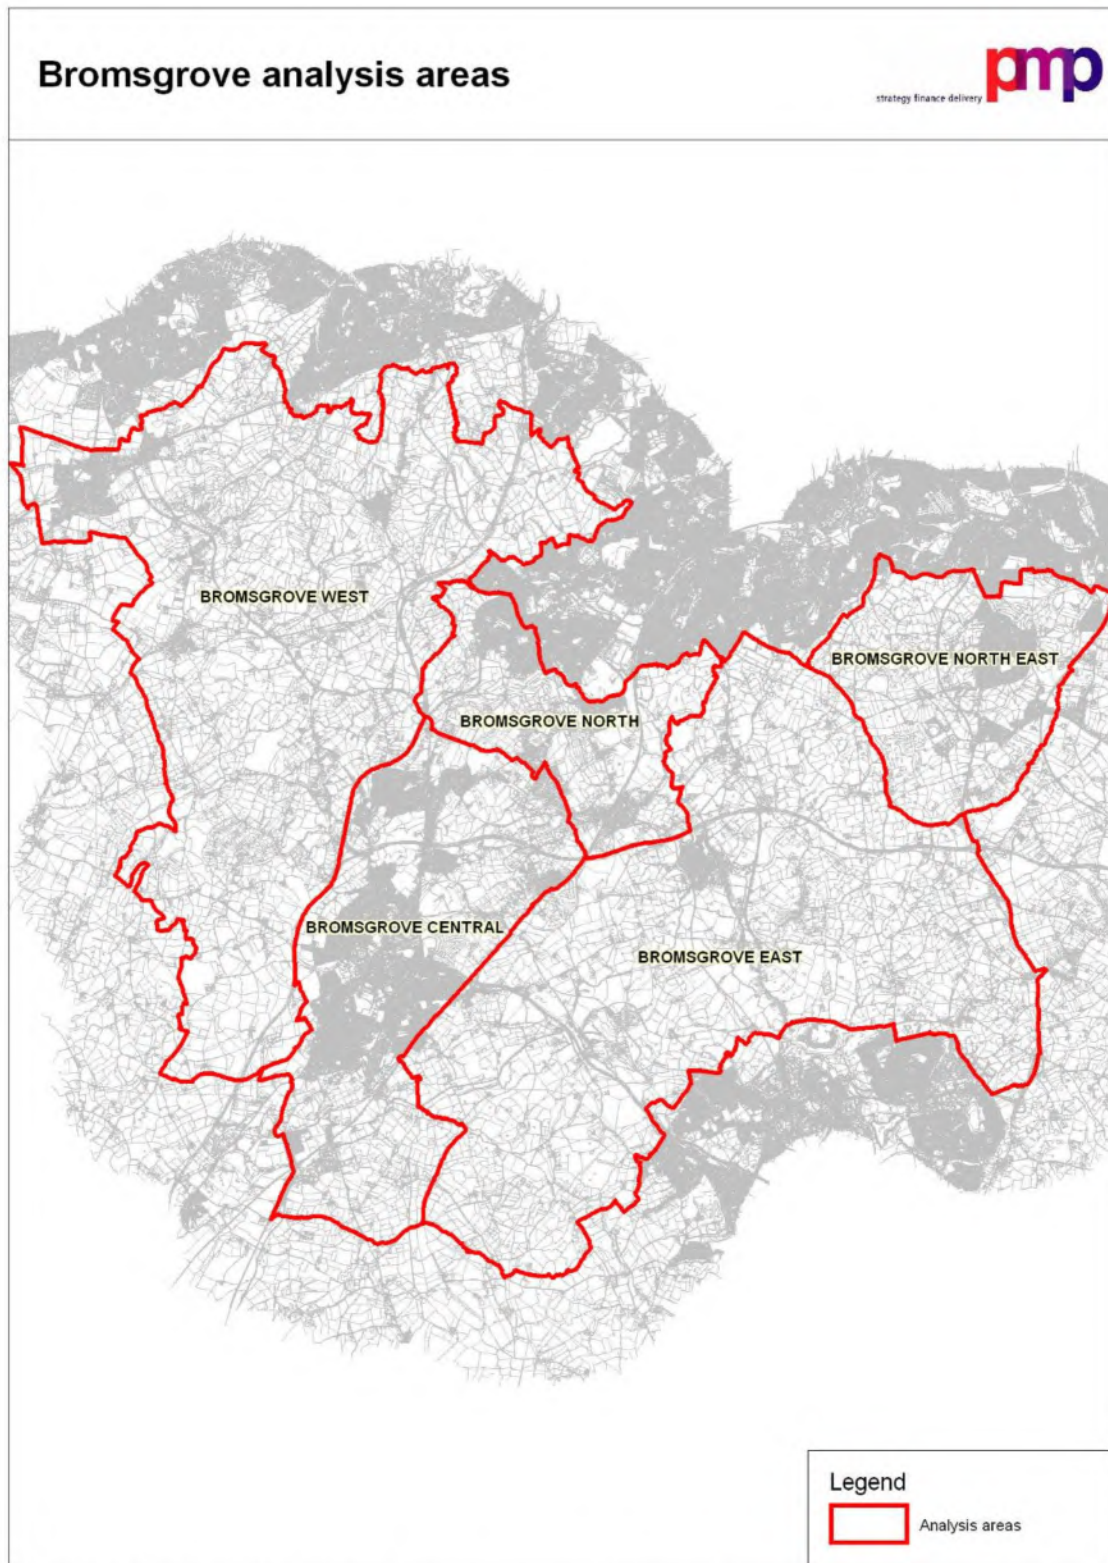 Bromsgrove analysis areas
strategy finance delivery
pmp
BROMSGROVE WEST
BROMSGROVE NORTH EAST
BROMSGROVE NORTH
BROMSGROVE CENTRAL
BROMSGROVE EAST
Legend
Analysis areas